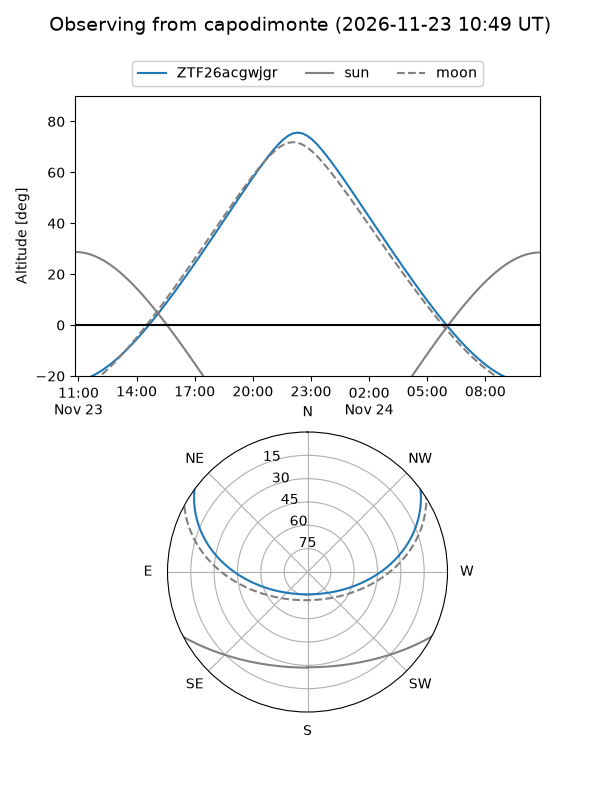 Observing from capodimonte (2026-11-23 10:49 UT)
ZTF26acgwjgr sun moon
80
60
40
20
0
−20
Altitude [deg]
11:00 14:00 17:00 20:00 23:00 02:00 05:00 08:00
Nov 23 Nov 24
N
NE NW
15
30
45
60
75
E W
SE SW
S